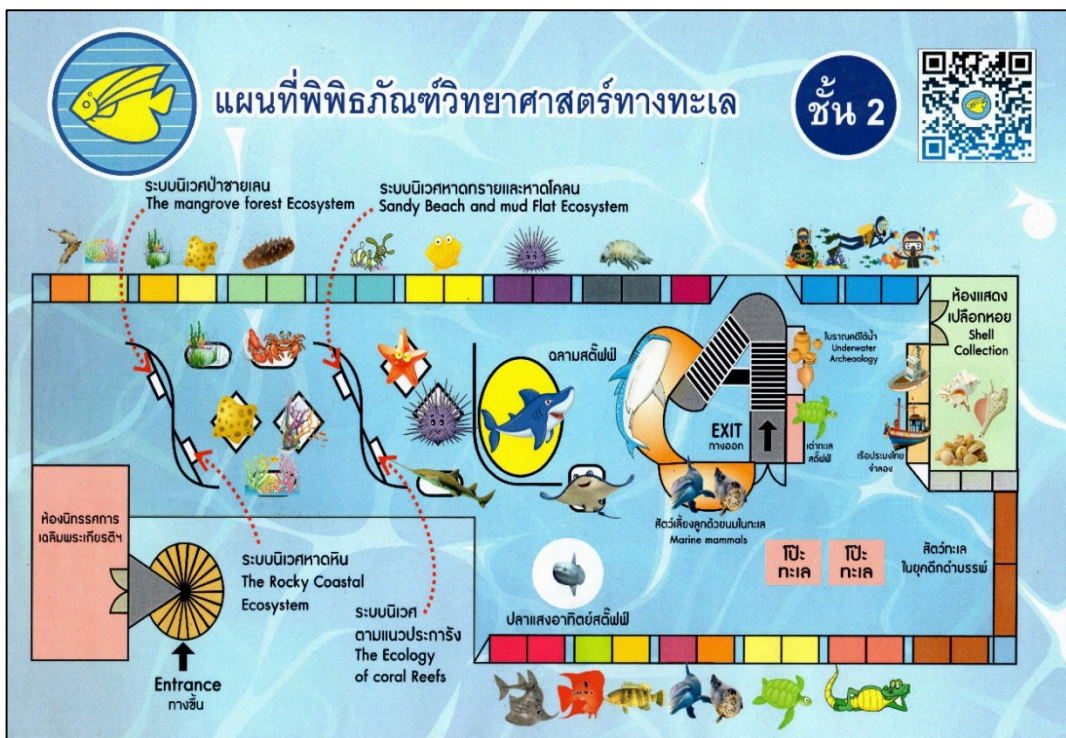 แผนที่พิพิธภัณฑ์วิทยาศาสตร์ทางทะเล
ชั้น 2
ระบบนิเวศป่าชายเลน
The mangrove forest Ecosystem
ระบบนิเวศหาดทรายและหาดโคลน
Sandy Beach and mud Flat Ecosystem
ห้องแสดง
เปลือกหอย
Shell
Collection
โบราณคดีใต้น้ำ
Underwater
Archeaology
ฉลามสตั๊ฟฟ์
EXIT
ทางออก
เต่าทะเล
สตั๊ฟฟ์
เรือประมงไทย
จำลอง
ห้องนิทรรศการ
เฉลิมพระเกียรติฯ
สัตว์เลี้ยงลูกด้วยนมในทะเล
Marine mammals
โป๊ะ
ทะเล
โป๊ะ
ทะเล
สัตว์ทะเล
ในยุคดึกดำบรรพ์
ระบบนิเวศหาดหิน
The Rocky Coastal
Ecosystem
ระบบนิเวศ
ตามแนวปะการัง
The Ecology
of coral Reefs
ปลาแสงอาทิตย์สตั๊ฟฟ์
Entrance
ทางขึ้น